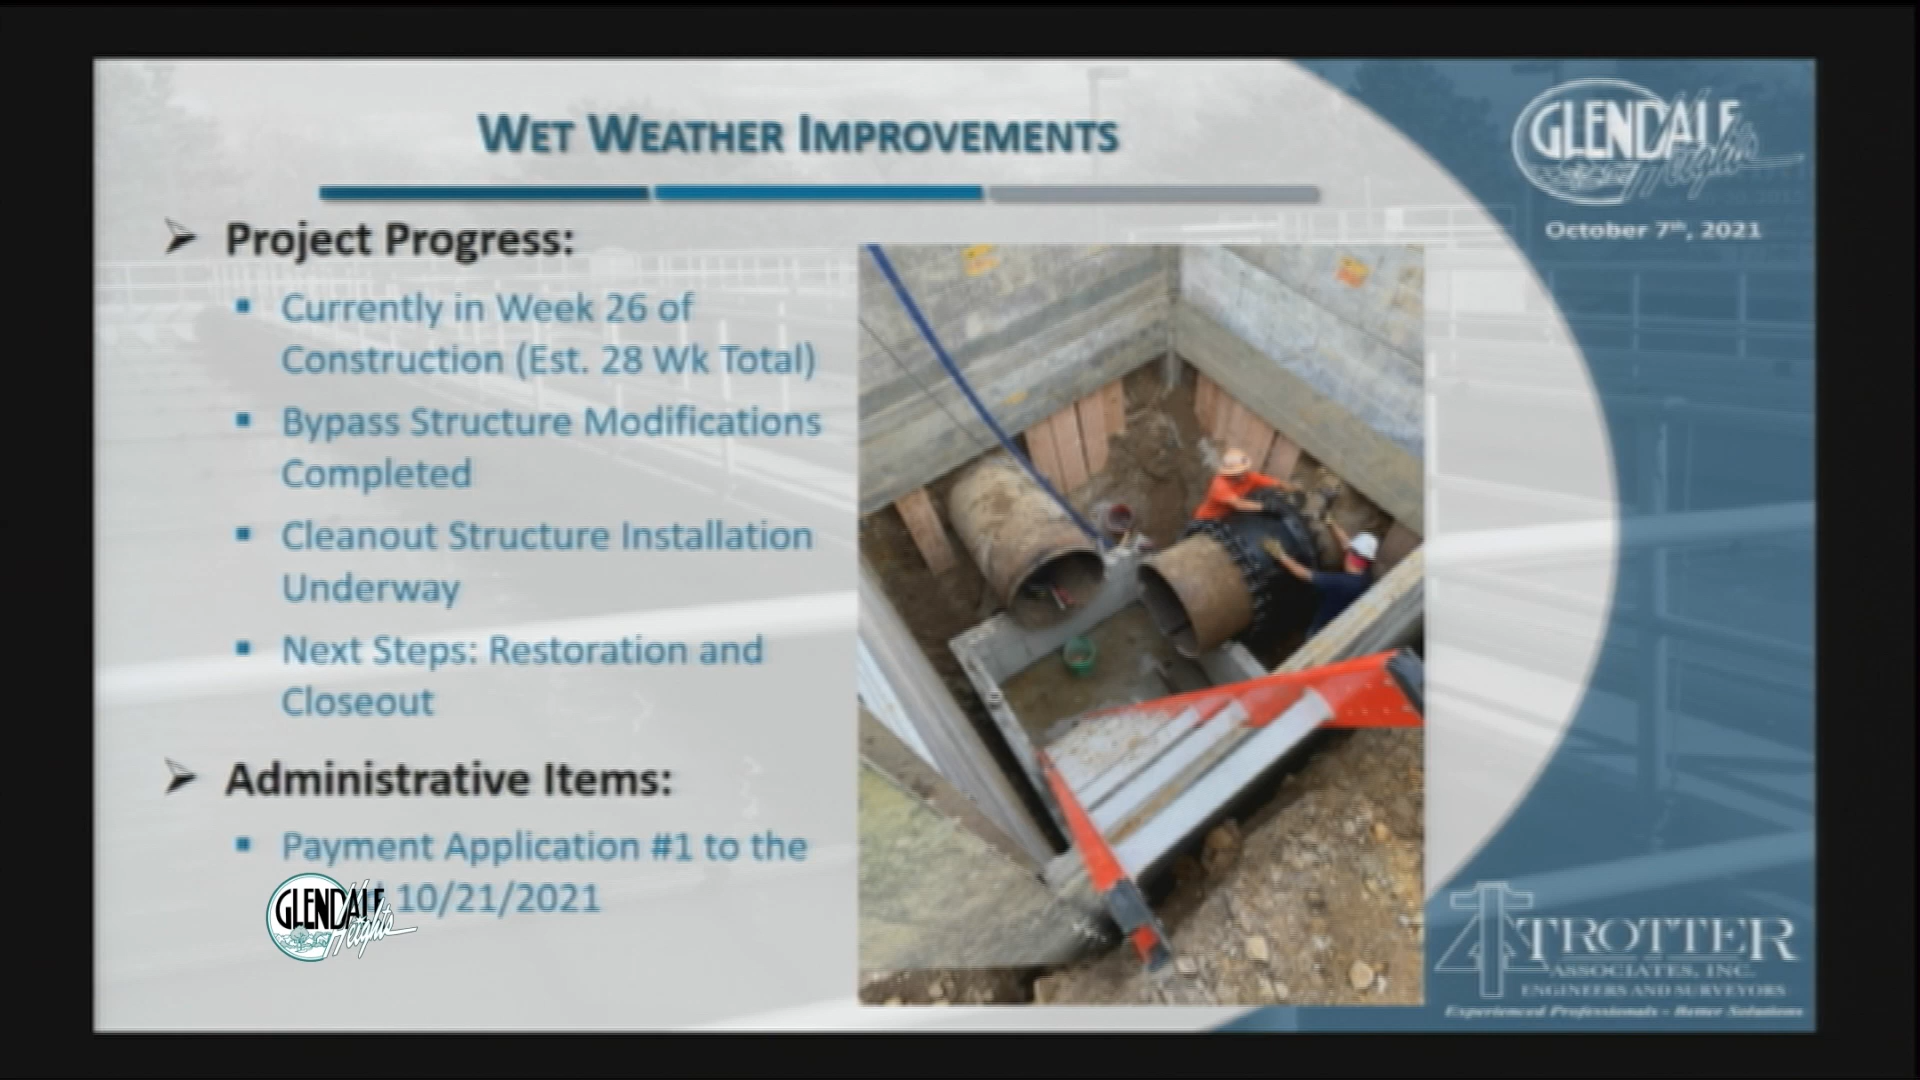 WET WEATHER IMPROVEMENTS
GLENDALE
Heights
October 7th, 2021
Project Progress:
Currently in Week 26 of
Construction (Est. 28 Wk Total)
Bypass Structure Modifications
Completed
Cleanout Structure Installation
Underway
Next Steps: Restoration and
Closeout
Administrative Items:
Payment Application #1 to the
10/21/2021
GLENDALE
Heights
TROTTER
ASSOCIATES, INC.
ENGINEERS AND SURVEYORS
Experienced Professionals - Better Solutions